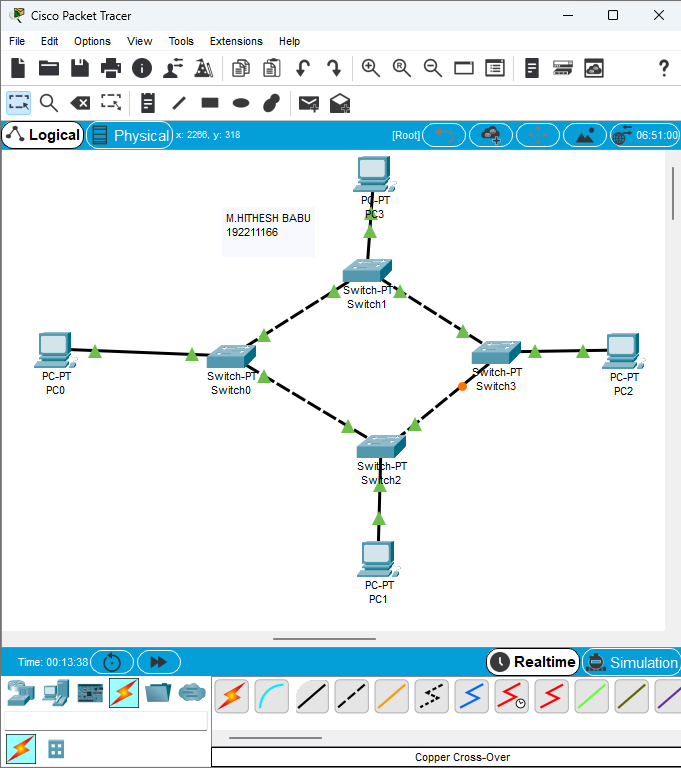 Cisco Packet Tracer
File Edit Options View Tools Extensions Help
Logical Physical x: 2266, y: 318 [Root] 06:51:00
PC-PT
PC3
M.HITHESH BABU
192211166
Switch-PT
Switch1
PC-PT
PC0
Switch-PT
Switch0
Switch-PT
Switch3
PC-PT
PC2
Switch-PT
Switch2
PC-PT
PC1
Time: 00:13:38 Realtime Simulation
Copper Cross-Over